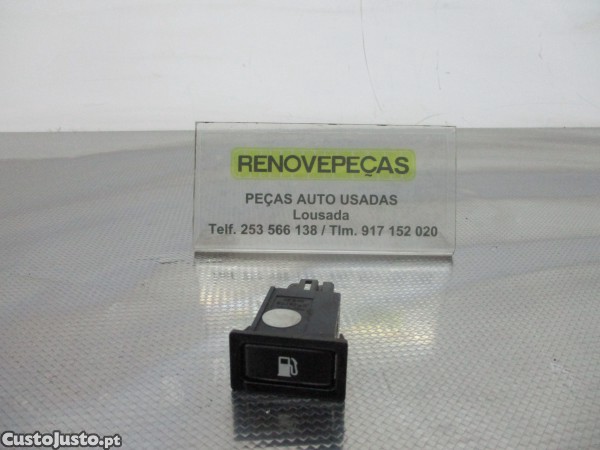 RENOVEPEÇAS
PEÇAS AUTO USADAS
Lousada
Telf. 253 566 138 / Tlm. 917 152 020
CustoJusto.pt